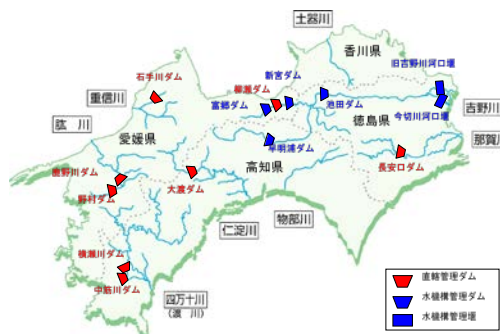 土器川
香川県
石手川ダム
新宮ダム
旧吉野川河口堰
柳瀬ダム
重信川
富郷ダム
池田ダム
吉野川
今切川河口堰
肱 川
徳島県
愛媛県
早明浦ダム
那賀川
鹿野川ダム
高知県
長安口ダム
大渡ダム
野村ダム
物部川
仁淀川
横瀬川ダム
中筋川ダム
四万十川
(渡 川)
直轄管理ダム
水機構管理ダム
水機構管理堰